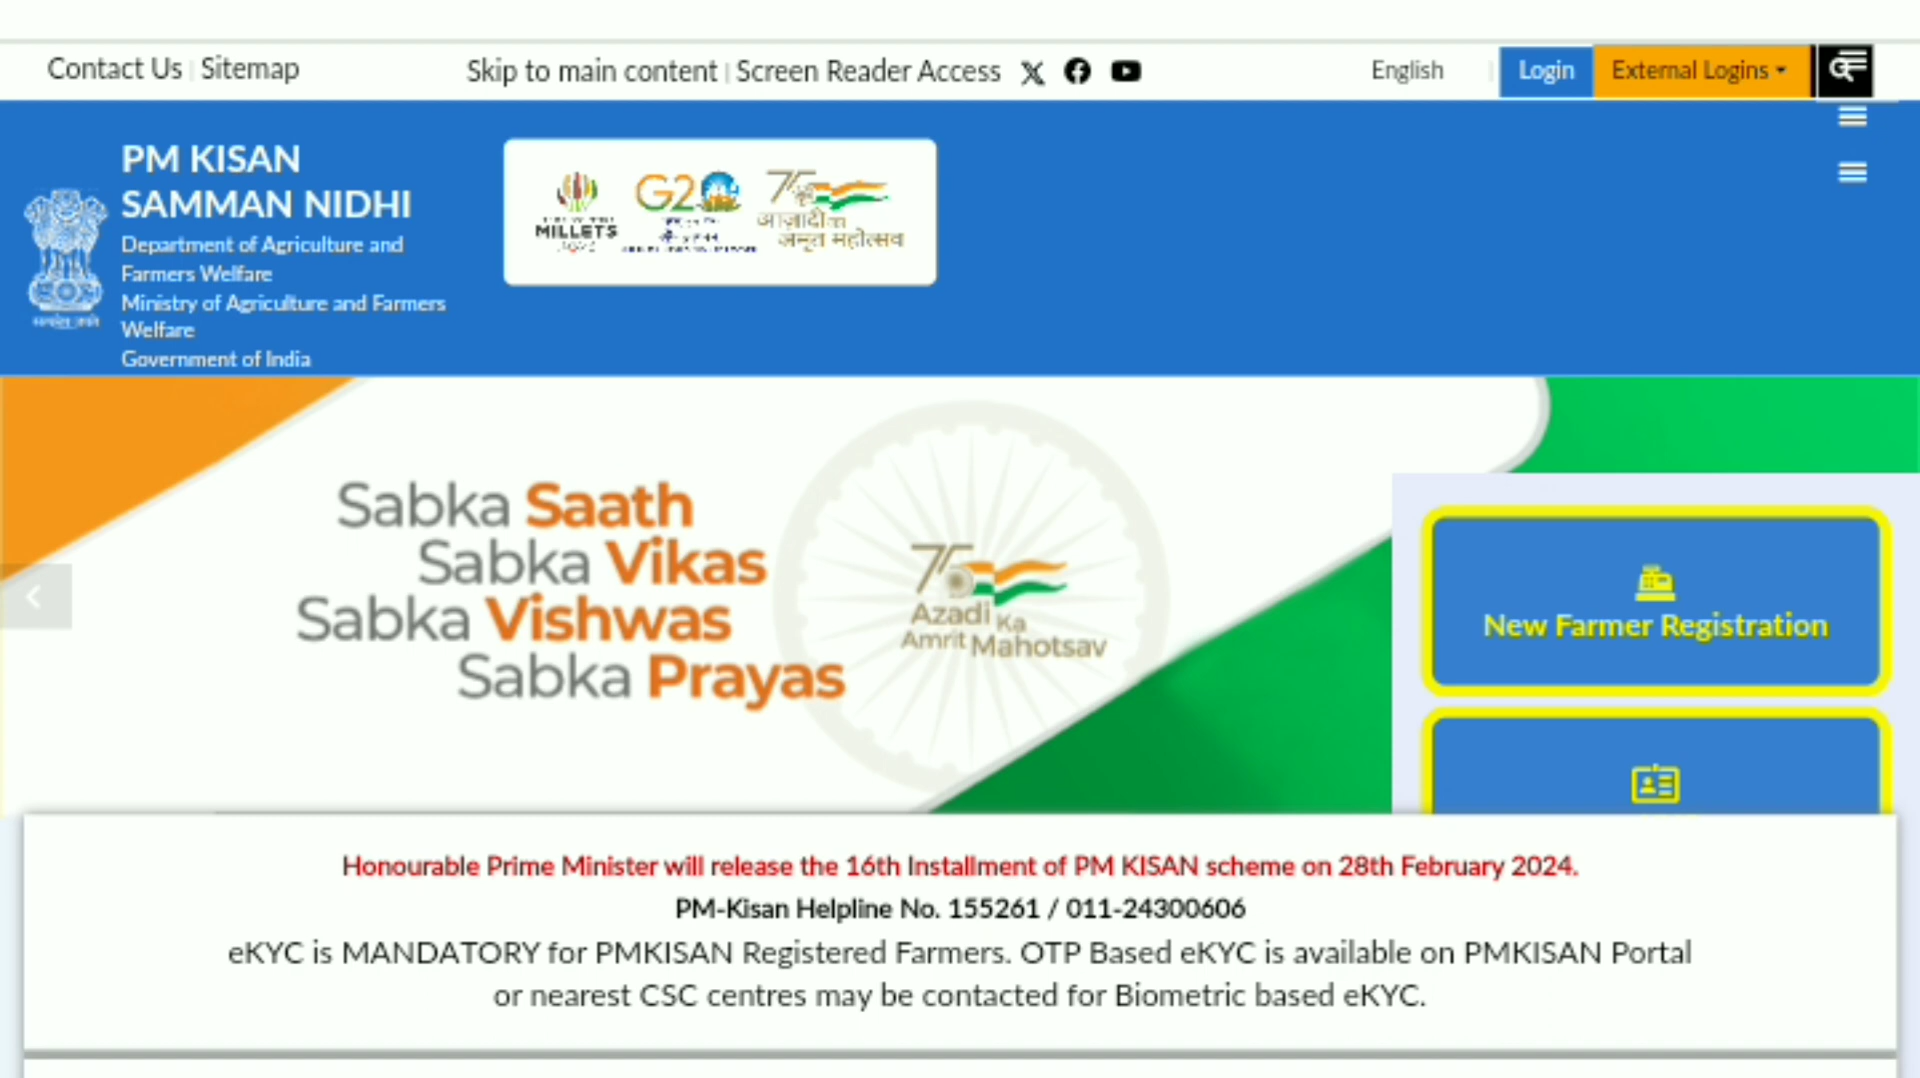 Contact Us Sitemap
Skip to main content Screen Reader Access
English
Login
External Logins
PM KISAN
SAMMAN NIDHI
Department of Agriculture and
Farmers Welfare
Ministry of Agriculture and Farmers
Welfare
Government of India
MILLETS
G20
75
आज़ादी का
अमृत महोत्सव
Sabka Saath
Sabka Vikas
Sabka Vishwas
Sabka Prayas
75
Azadi Ka
Amrit Mahotsav
New Farmer Registration
Honourable Prime Minister will release the 16th Installment of PM KISAN scheme on 28th February 2024.
PM-Kisan Helpline No. 155261 / 011-24300606
eKYC is MANDATORY for PMKISAN Registered Farmers. OTP Based eKYC is available on PMKISAN Portal
or nearest CSC centres may be contacted for Biometric based eKYC.